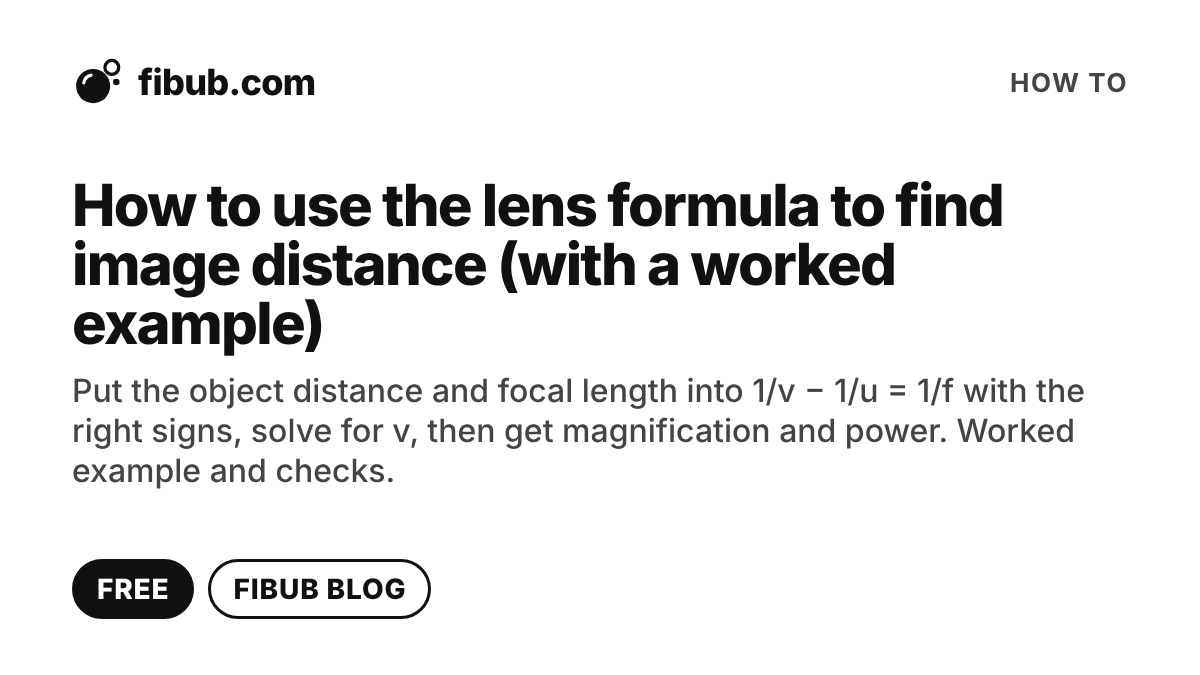 fibub.com
HOW TO
How to use the lens formula to find
image distance (with a worked
example)
Put the object distance and focal length into 1/v − 1/u = 1/f with the
right signs, solve for v, then get magnification and power. Worked
example and checks.
FREE
FIBUB BLOG